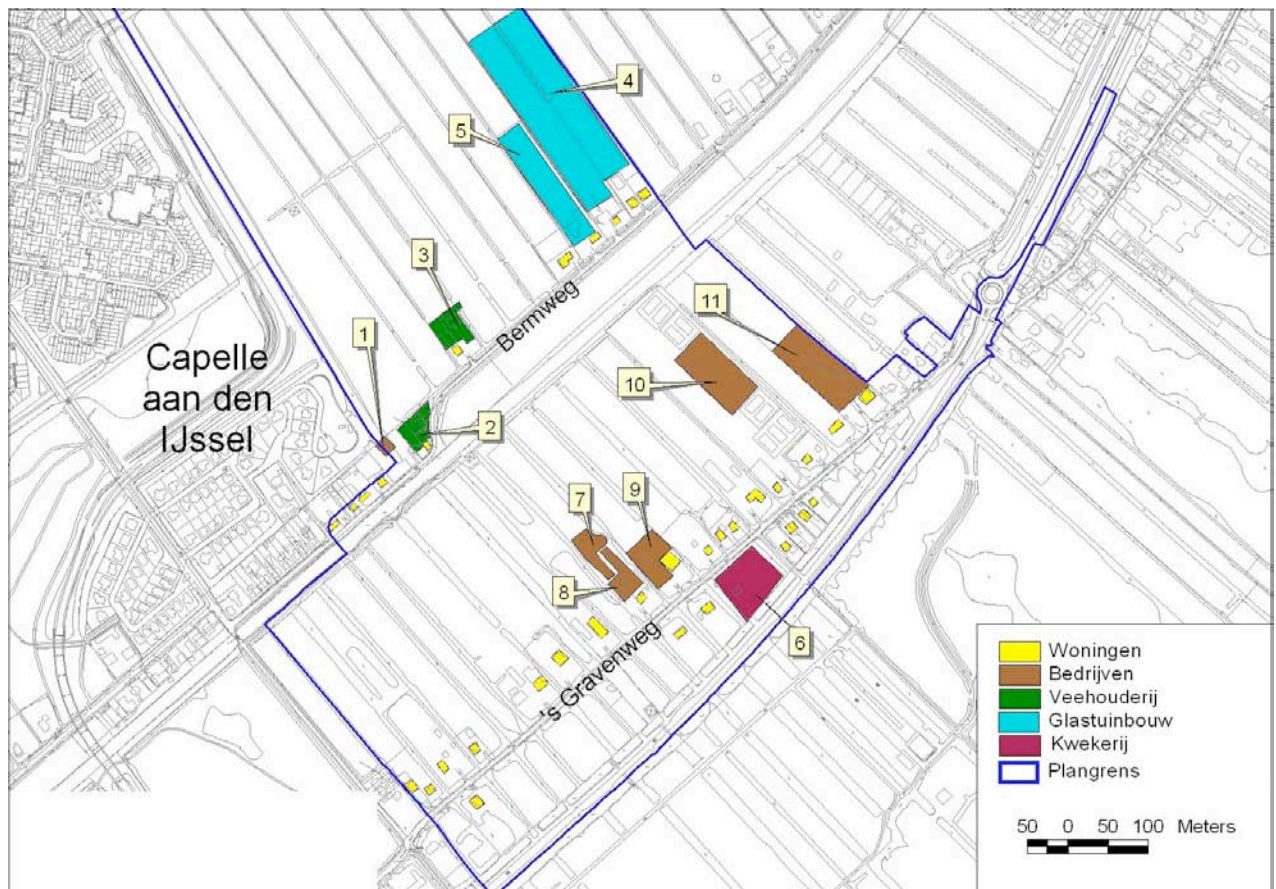 4
5
3
Bermweg
1
11
Capelle
aan den
IJssel
10
2
7
9
8
's Gravenweg
6
Woningen
Bedrijven
Veehouderij
Glastuinbouw
Kwekerij
Plangrens
50 0 50 100 Meters